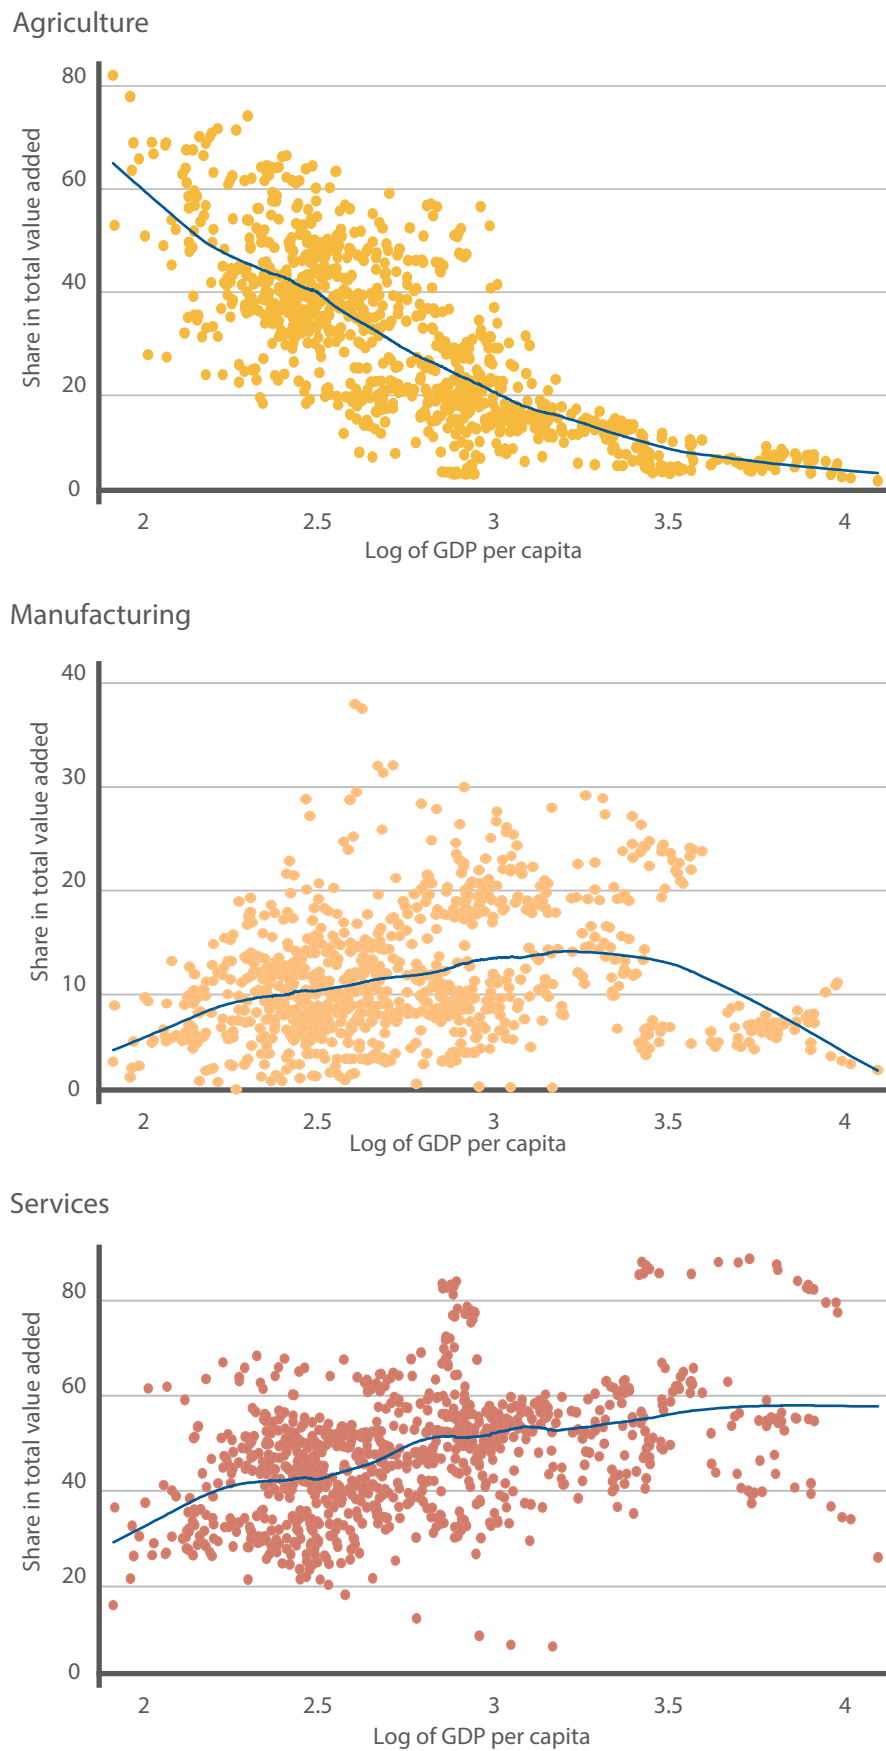 Agriculture
80
60
40
20
0
Share in total value added
2 2.5 3 3.5 4
Log of GDP per capita
Manufacturing
40
30
20
10
0
Share in total value added
2 2.5 3 3.5 4
Log of GDP per capita
Services
80
60
40
20
0
Share in total value added
2 2.5 3 3.5 4
Log of GDP per capita